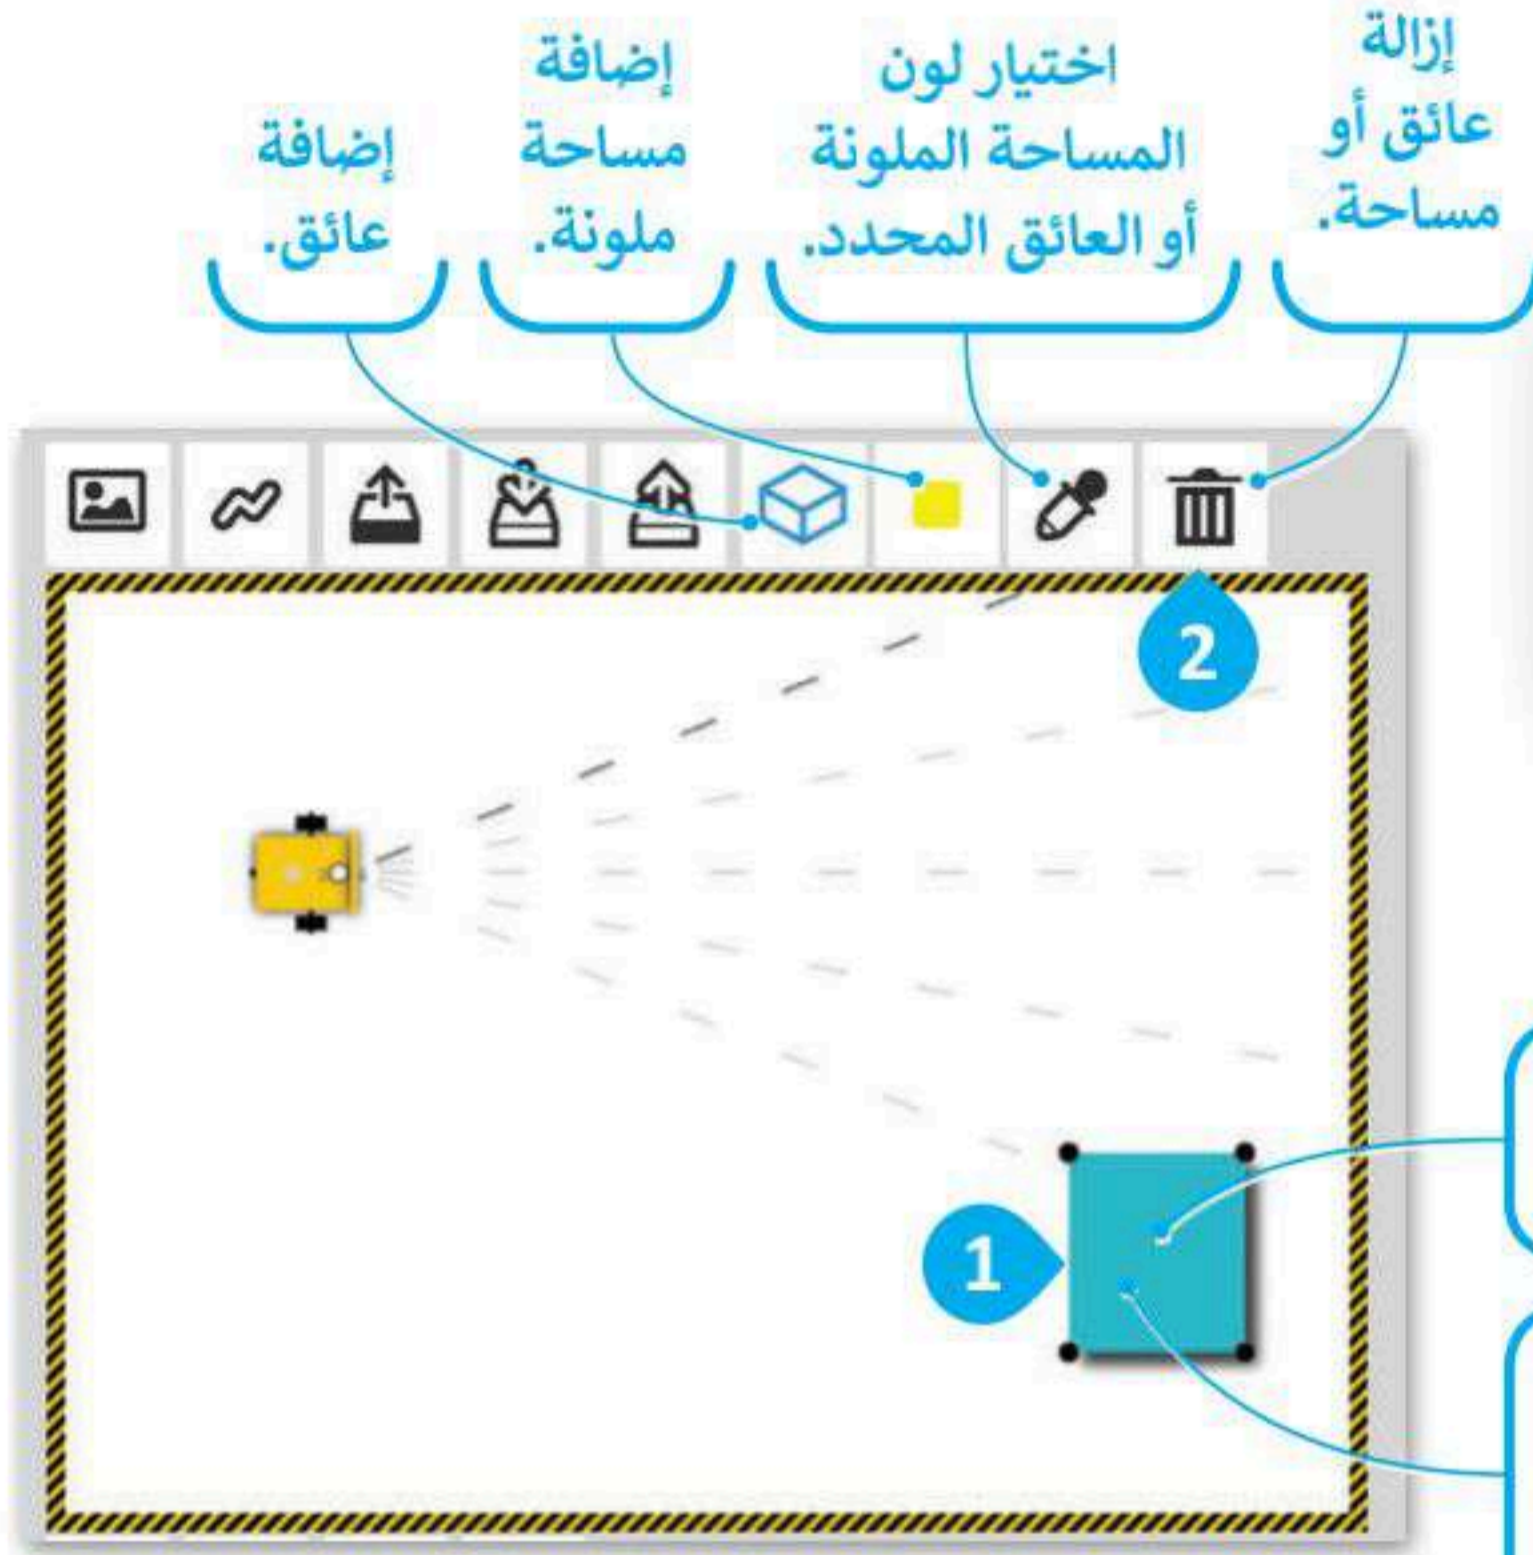 إزالة
عائق أو
مساحة.
اختيار لون
المساحة الملونة
أو العائق المحدد.
إضافة
مساحة
ملونة.
إضافة
عائق.
2
1